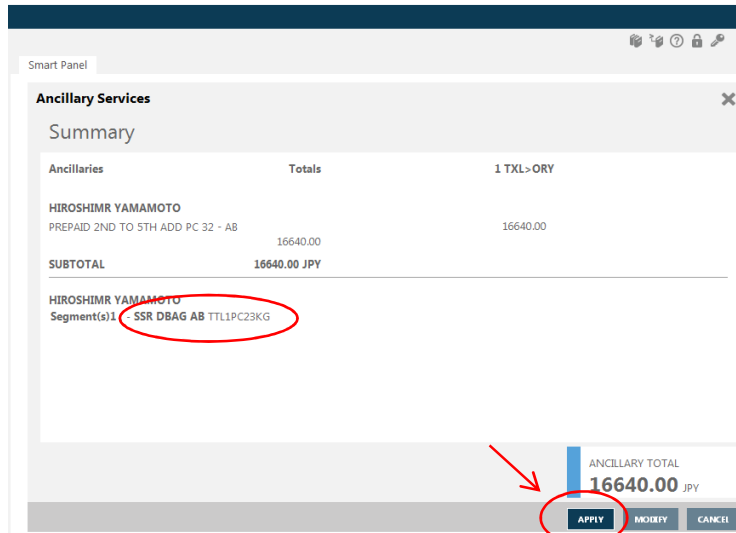 Smart Panel
Ancillary Services
Summary
Ancillaries Totals 1 TXL>ORY
HIROSHIMR YAMAMOTO
PREPAID 2ND TO 5TH ADD PC 32 - AB 16640.00
16640.00
SUBTOTAL 16640.00 JPY
HIROSHIMR YAMAMOTO
Segment(s)1 - SSR DBAG AB TTL1PC23KG
ANCILLARY TOTAL
16640.00 JPY
APPLY MODIFY CANCEL